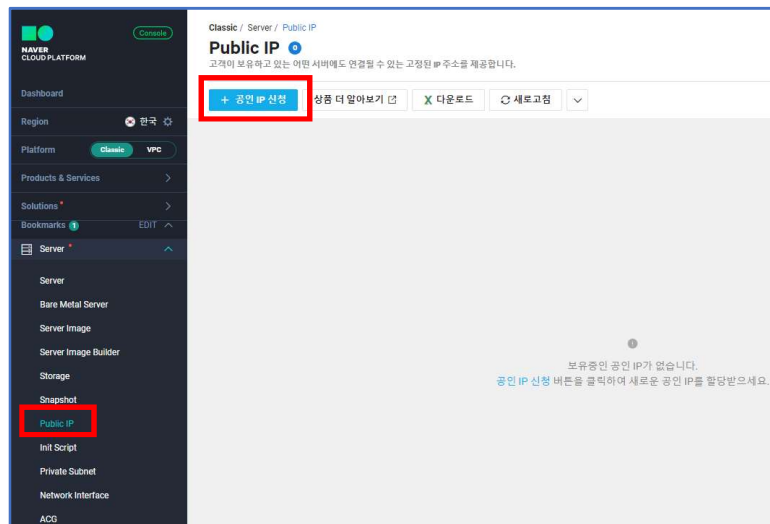 NAVER
CLOUD PLATFORM
Console
Dashboard
Region 한국
Platform Classic VPC
Products & Services
Solutions
Bookmarks 1 EDIT
Server
Server
Bare Metal Server
Server Image
Server Image Builder
Storage
Snapshot
Public IP
Init Script
Private Subnet
Network Interface
ACG
Classic / Server / Public IP
Public IP 0
고객이 보유하고 있는 어떤 서버에도 연결될 수 있는 고정된 IP 주소를 제공합니다.
+ 공인 IP 신청 상품 더 알아보기 X 다운로드 새로고침
보유중인 공인 IP가 없습니다.
공인 IP 신청 버튼을 클릭하여 새로운 공인 IP를 할당받으세요.